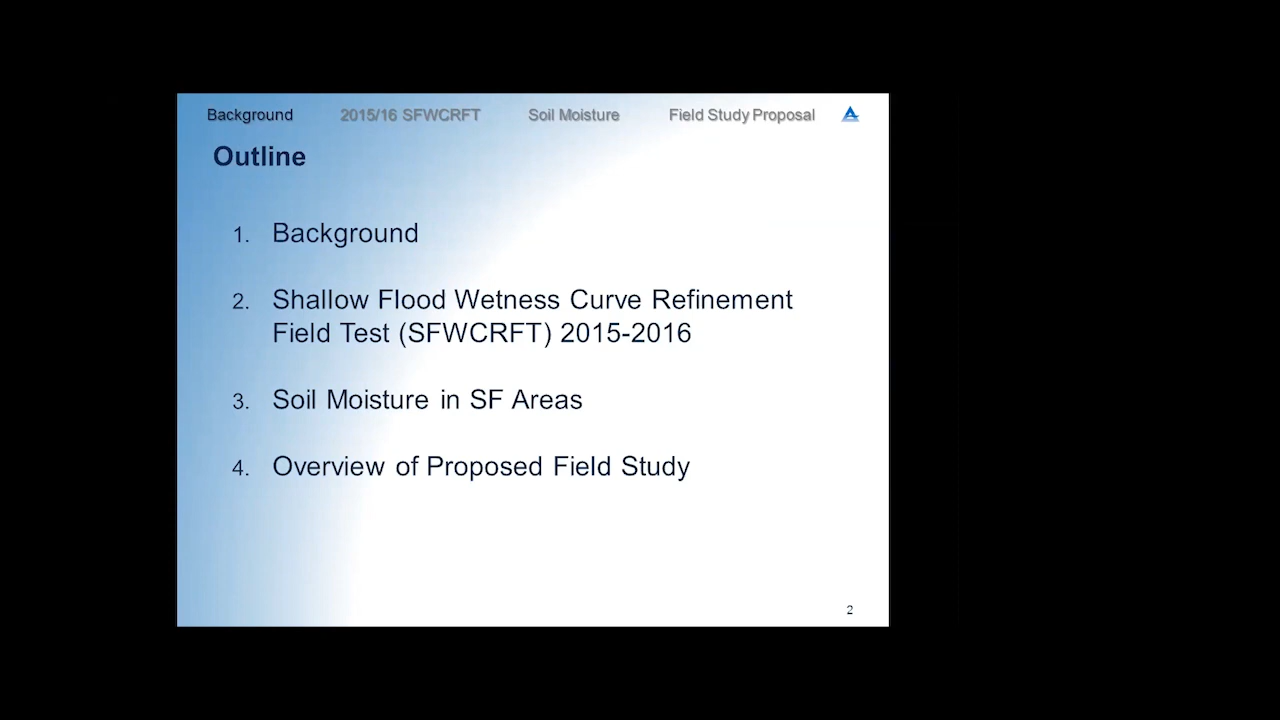 Background 2015/16 SFWCRFT Soil Moisture Field Study Proposal
Outline
1. Background
2. Shallow Flood Wetness Curve Refinement
Field Test (SFWCRFT) 2015-2016
3. Soil Moisture in SF Areas
4. Overview of Proposed Field Study
2